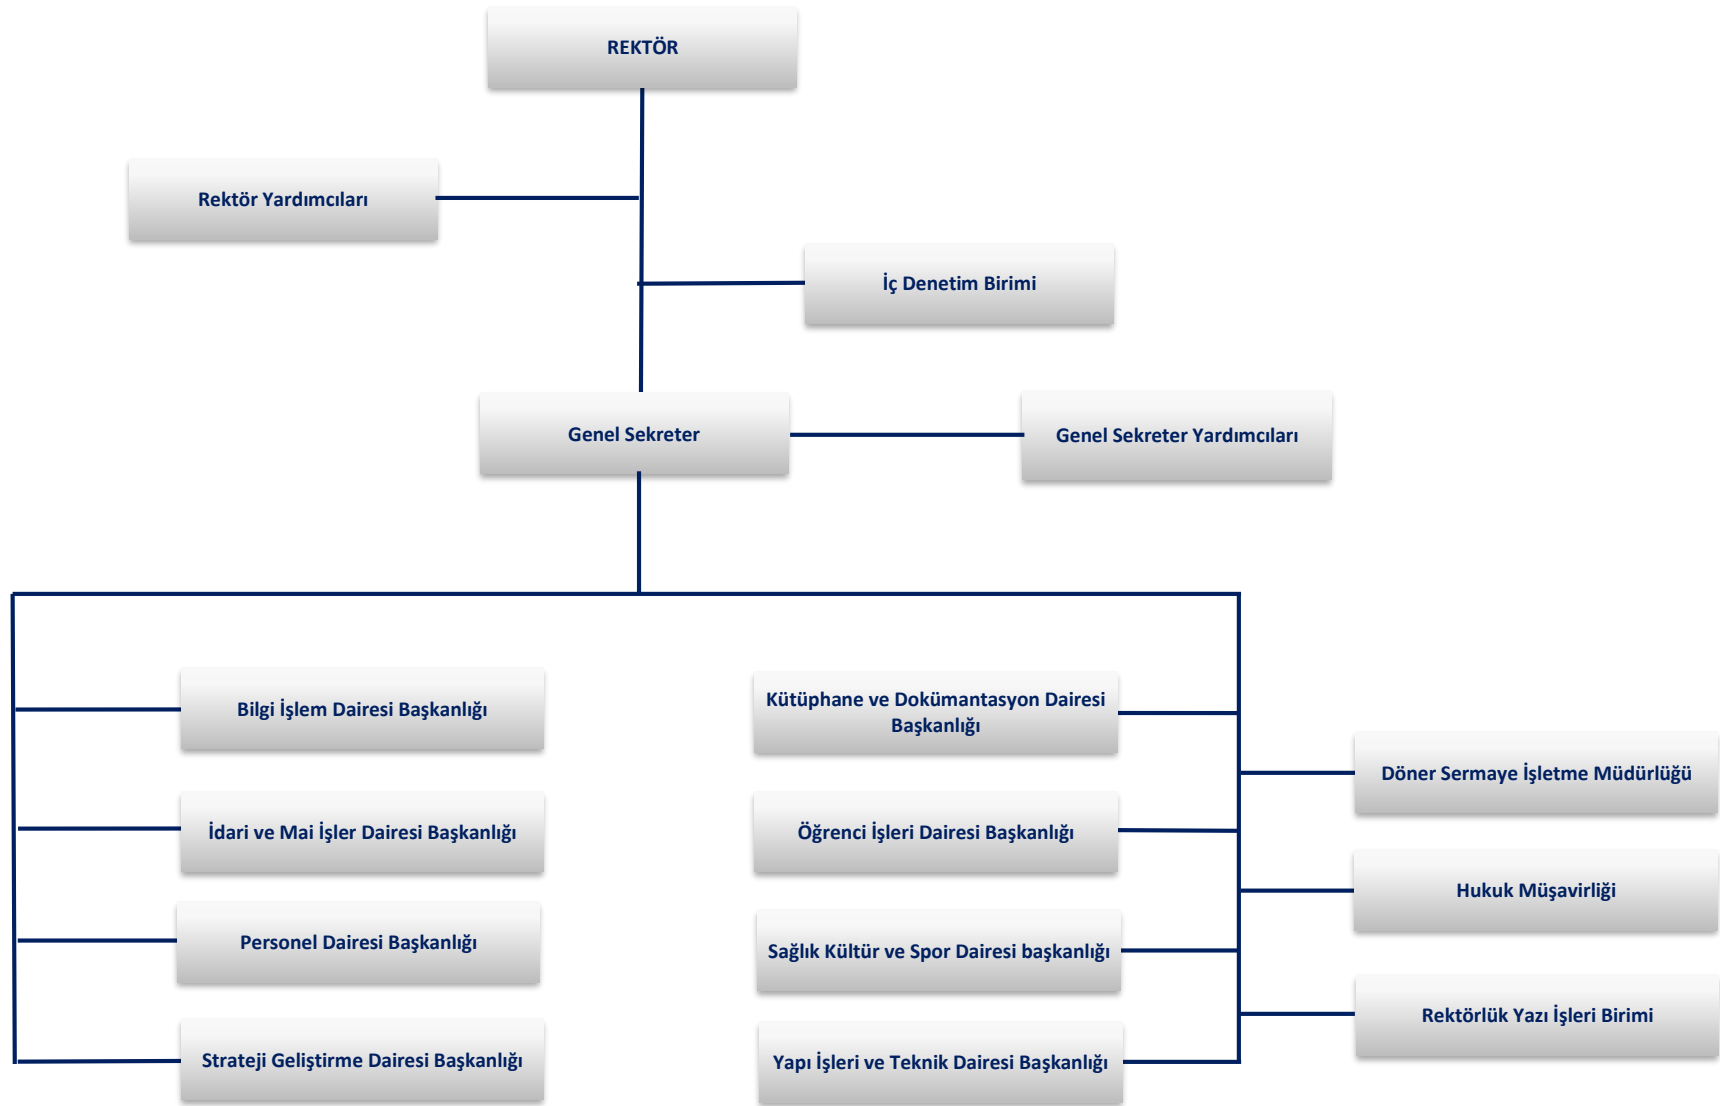 REKTÖR
Rektör Yardımcıları
İç Denetim Birimi
Genel Sekreter
Genel Sekreter Yardımcıları
Bilgi İşlem Dairesi Başkanlığı
İdari ve Mai İşler Dairesi Başkanlığı
Personel Dairesi Başkanlığı
Strateji Geliştirme Dairesi Başkanlığı
Kütüphane ve Dokümantasyon Dairesi
Başkanlığı
Öğrenci İşleri Dairesi Başkanlığı
Sağlık Kültür ve Spor Dairesi başkanlığı
Yapı İşleri ve Teknik Dairesi Başkanlığı
Döner Sermaye İşletme Müdürlüğü
Hukuk Müşavirliği
Rektörlük Yazı İşleri Birimi